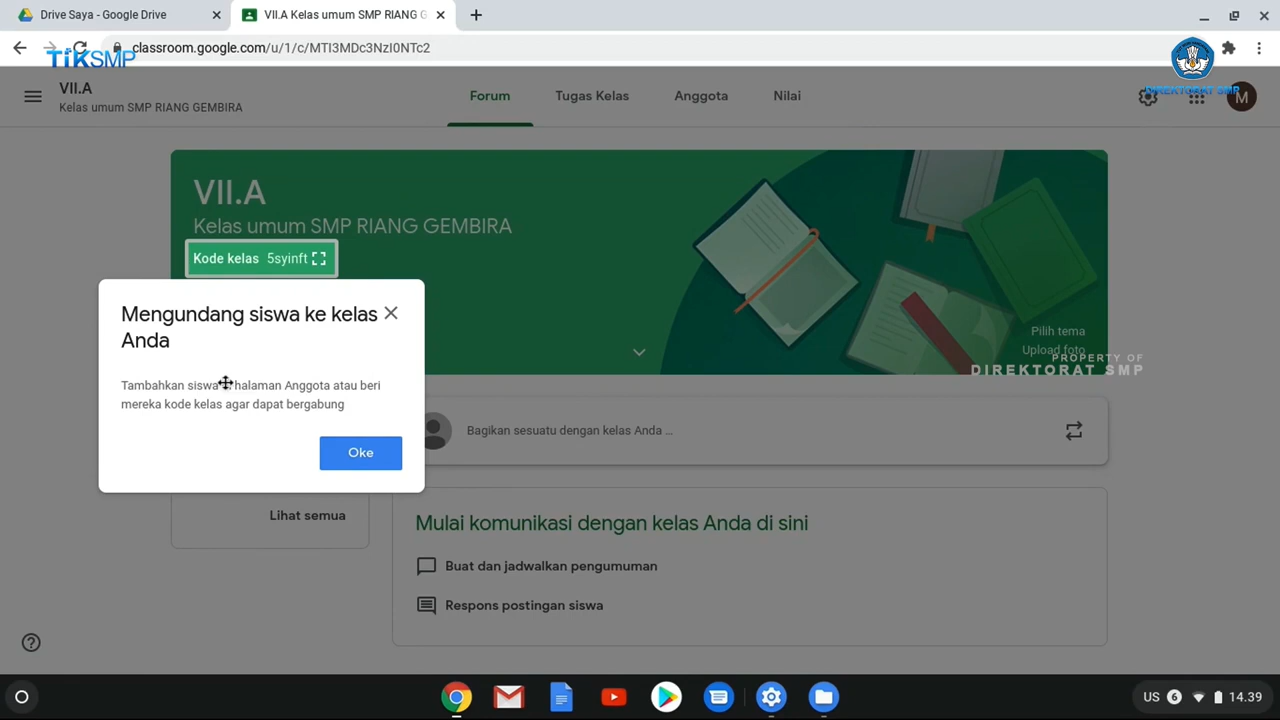 Drive Saya - Google Drive
VII.A Kelas umum SMP RIANG G
classroom.google.com/u/1/c/MTI3MDc3NzI0NTc2
TikSMP
VII.A
Kelas umum SMP RIANG GEMBIRA
Forum
Tugas Kelas
Anggota
Nilai
DIREKTORAT SMP
M
VII.A
Kelas umum SMP RIANG GEMBIRA
Kode kelas 5syinft
Mengundang siswa ke kelas
Anda
Tambahkan siswa halaman Anggota atau beri
mereka kode kelas agar dapat bergabung
Oke
Pilih tema
Upload foto
PROPERTY OF
DIREKTORAT SMP
Bagikan sesuatu dengan kelas Anda ...
Lihat semua
Mulai komunikasi dengan kelas Anda di sini
Buat dan jadwalkan pengumuman
Respons postingan siswa
US 6 14.39